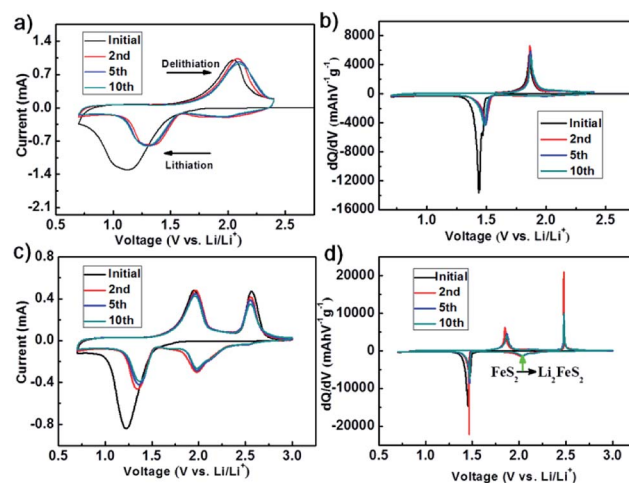 a)
Initial
2nd
5th
10th
Delithiation
Lithiation
1.4
0.7
0.0
-0.7
-1.4
-2.1
Current (mA)
1.0
1.5
2.0
2.5
Voltage (V vs. Li/Li⁺)
b)
8000
4000
0
-4000
-8000
-12000
-16000
dQ/dV (mAhV⁻¹g⁻¹)
Initial
2nd
5th
10th
1.0
1.5
2.0
2.5
Voltage (V vs. Li/Li⁺)
c)
Initial
2nd
5th
10th
0.8
0.4
0.0
-0.4
-0.8
Current (mA)
0.5
1.0
1.5
2.0
2.5
3.0
Voltage (V vs. Li/Li⁺)
d)
Initial
2nd
5th
10th
20000
10000
0
-10000
-20000
dQ/dV (mAhV⁻¹g⁻¹)
FeS₂ → Li₂FeS₂
1.0
1.5
2.0
2.5
3.0
Voltage (V vs. Li/Li⁺)